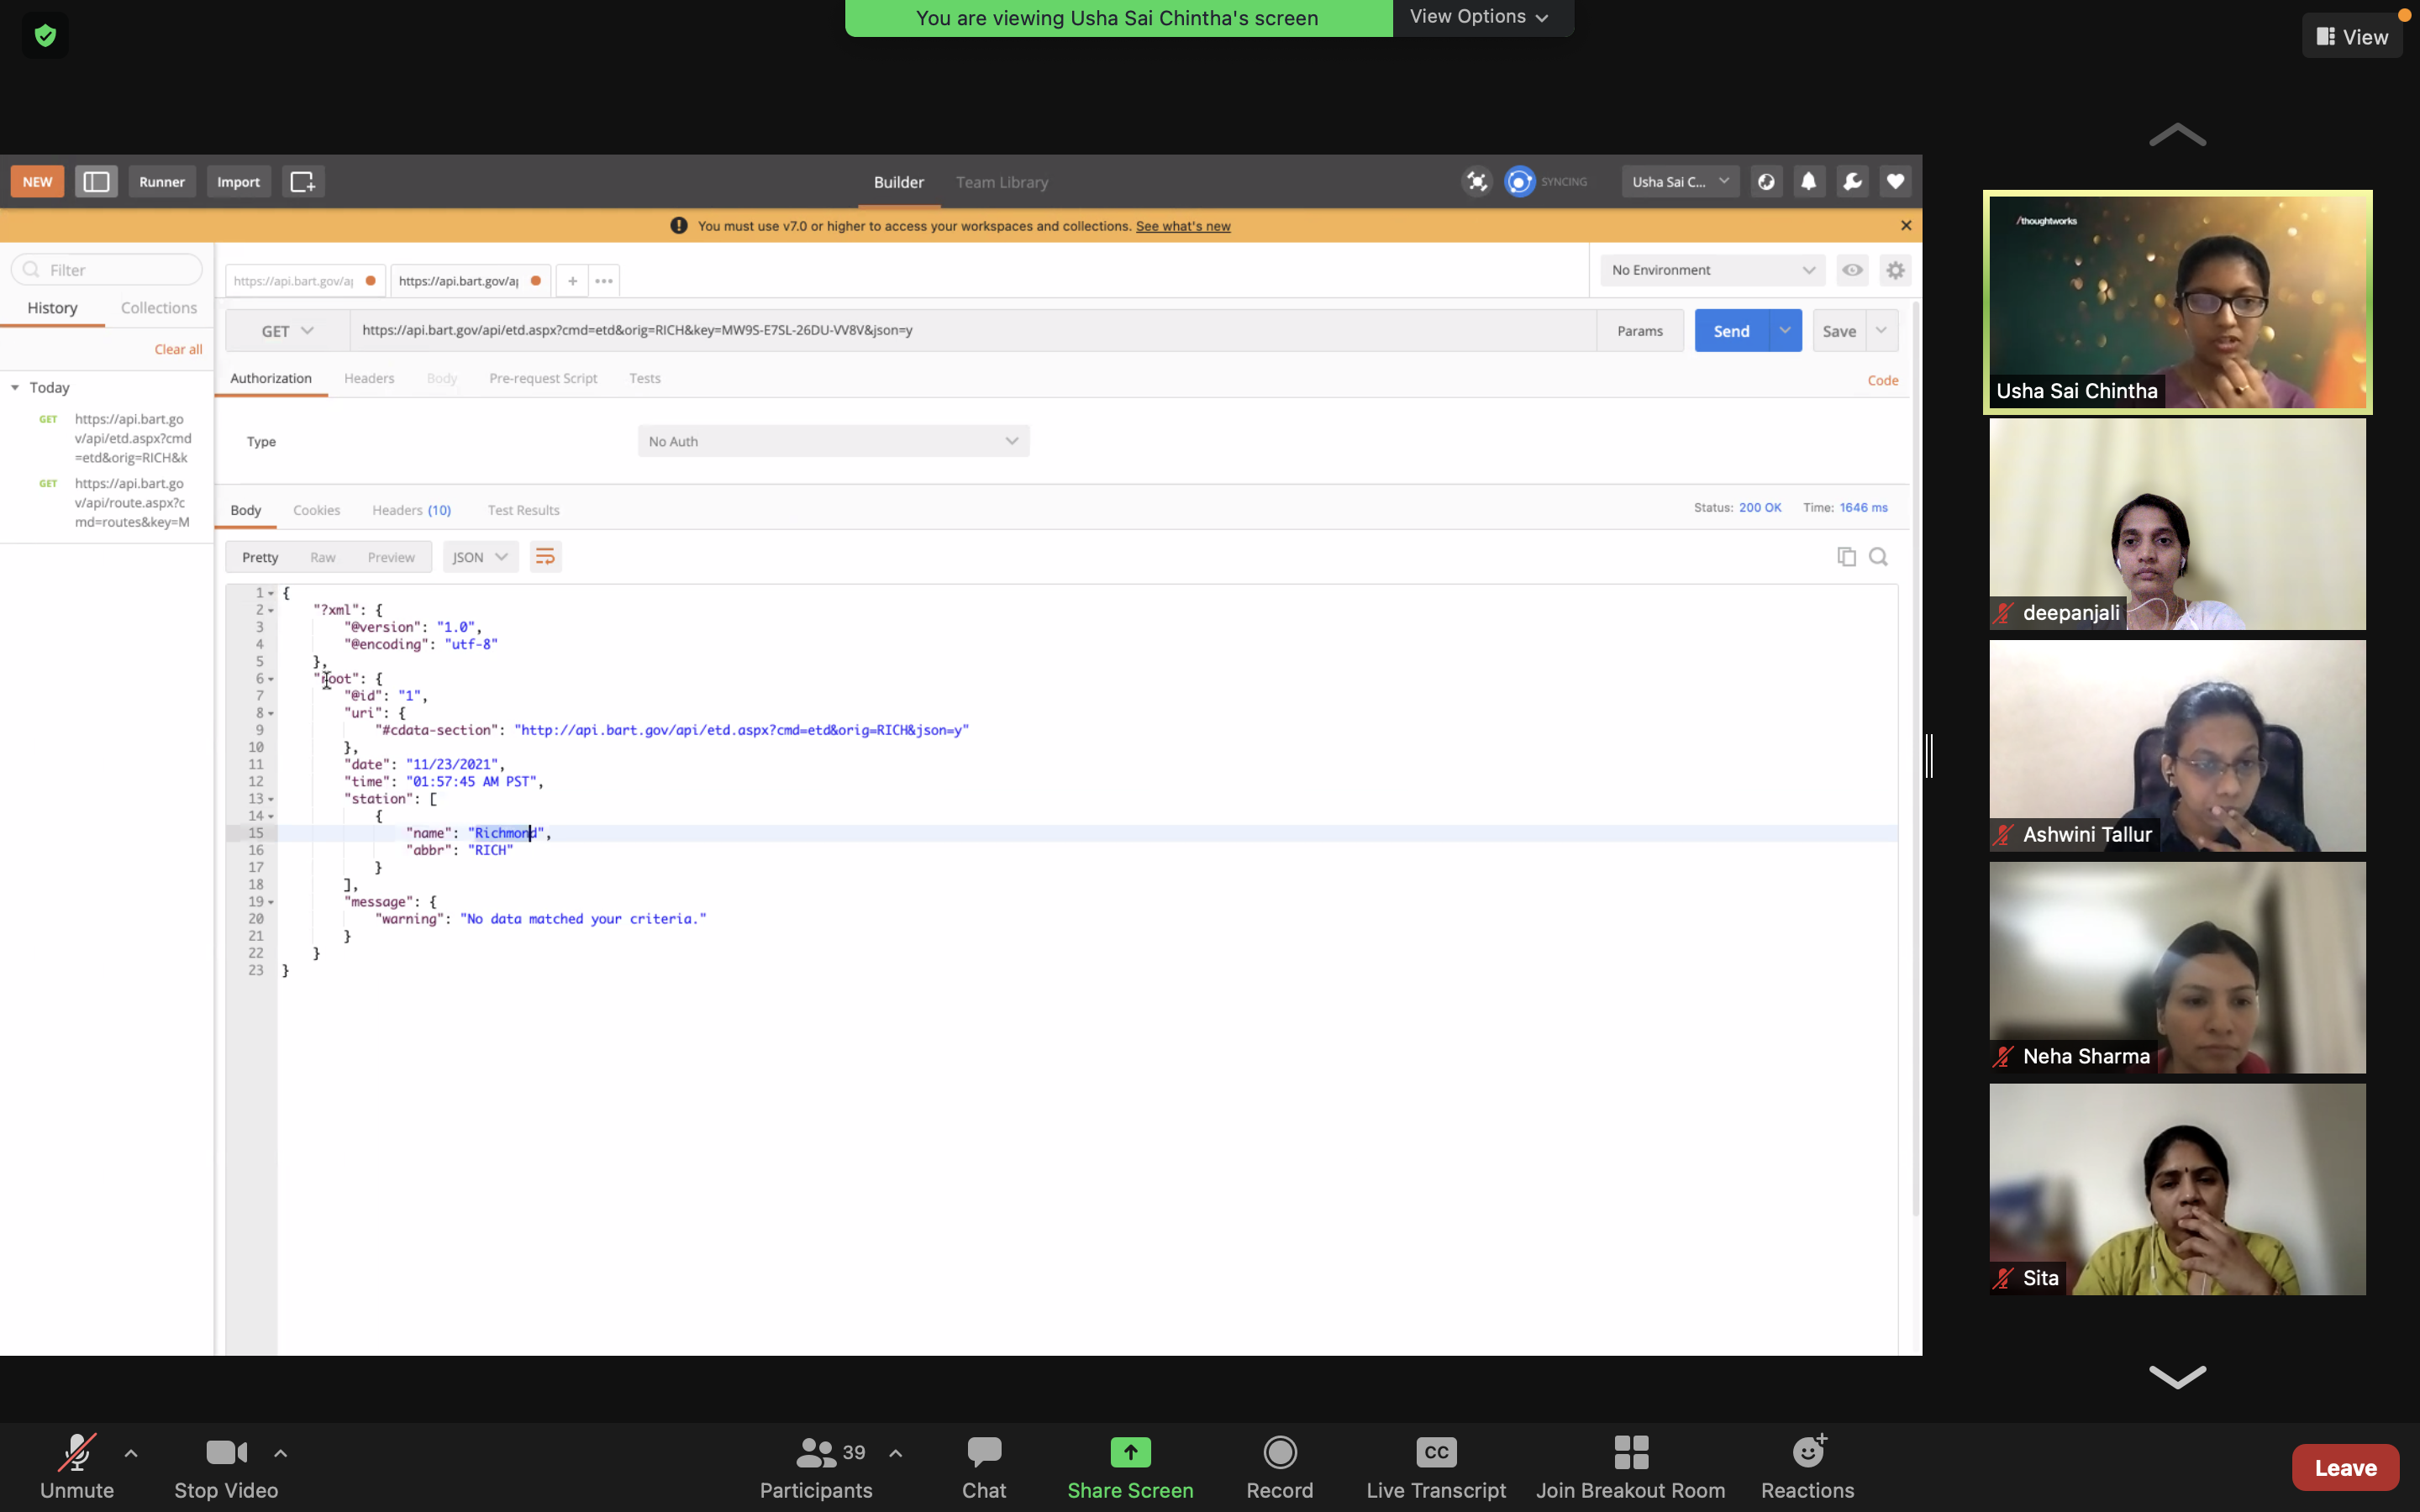 You are viewing Usha Sai Chintha's screen
View Options
View
NEW
Runner
Import
Builder
Team Library
SYNCING
Usha Sai C...
You must use v7.0 or higher to access your workspaces and collections. See what's new
Filter
History
Collections
Clear all
Today
GET https://api.bart.go
v/api/etd.aspx?cmd
=etd&orig=RICH&k
GET https://api.bart.go
v/api/route.aspx?c
md=routes&key=M
https://api.bart.gov/ap
https://api.bart.gov/ap
+
•••
No Environment
GET
https://api.bart.gov/api/etd.aspx?cmd=etd&orig=RICH&key=MW9S-E7SL-26DU-VV8V&json=y
Params
Send
Save
Authorization
Headers
Body
Pre-request Script
Tests
Code
Type
No Auth
Body
Cookies
Headers (10)
Test Results
Status: 200 OK
Time: 1646 ms
Pretty
Raw
Preview
JSON
1 {
2 "?xml": {
3 "@version": "1.0",
4 "@encoding": "utf-8"
5 },
6 "root": {
7 "@id": "1",
8 "uri": {
9 "#cdata-section": "http://api.bart.gov/api/etd.aspx?cmd=etd&orig=RICH&json=y"
10 },
11 "date": "11/23/2021",
12 "time": "01:57:45 AM PST",
13 "station": [
14 {
15 "name": "Richmond",
16 "abbr": "RICH"
17 }
18 ],
19 "message": {
20 "warning": "No data matched your criteria."
21 }
22 }
23 }
/thoughtworks
Usha Sai Chintha
deepanjali
Ashwini Tallur
Neha Sharma
Sita
Unmute
Stop Video
39
Participants
Chat
Share Screen
Record
CC
Live Transcript
Join Breakout Room
Reactions
Leave